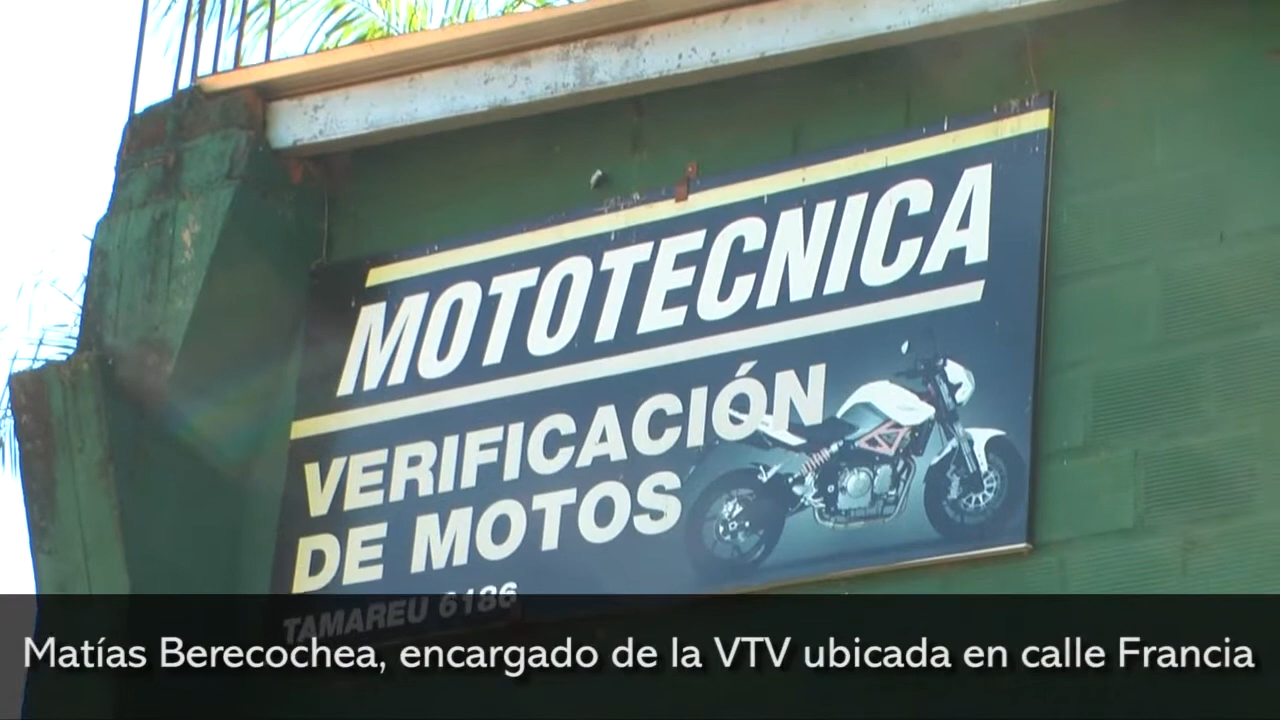 MOTOTECNICA
VERIFICACIÓN
DE MOTOS
TAMAREU 6186
Matías Berecochea, encargado de la VTV ubicada en calle Francia